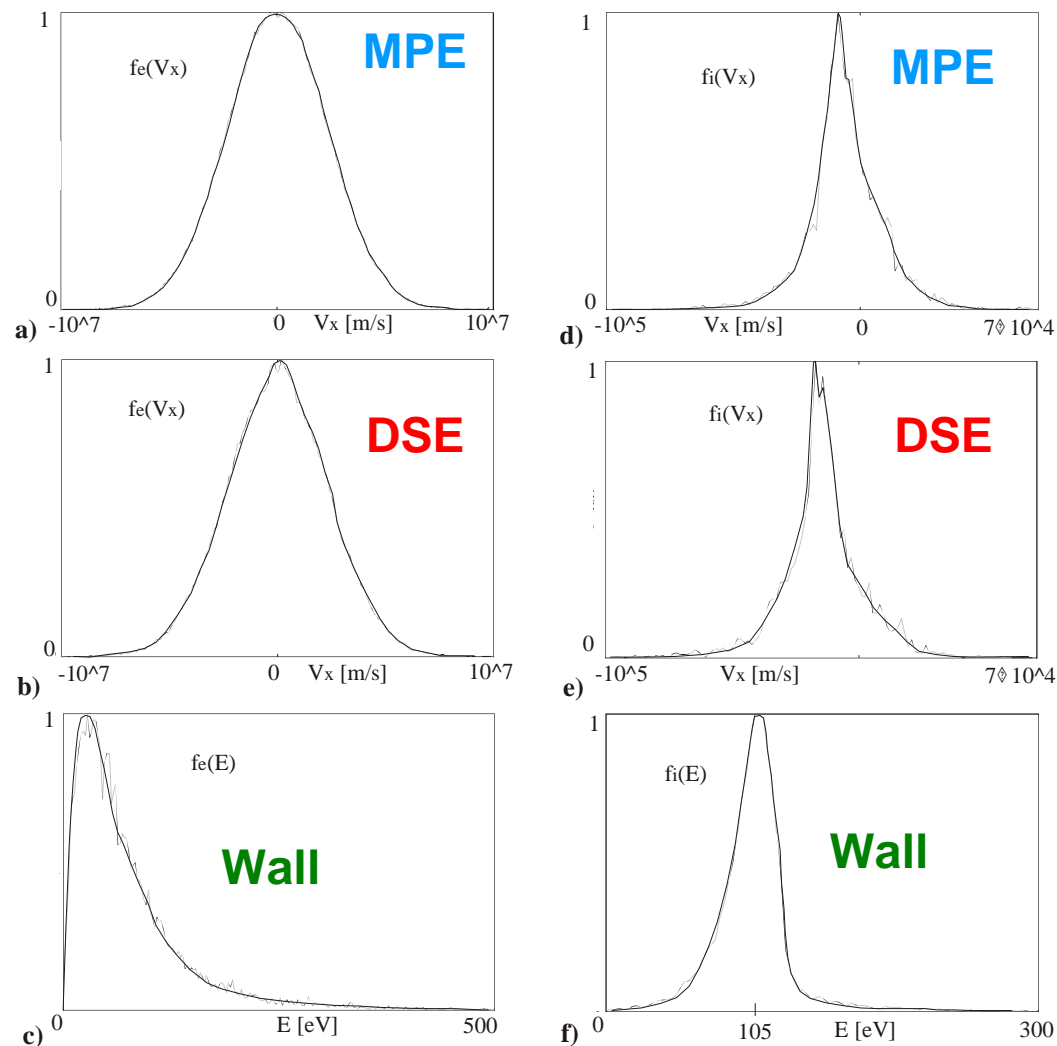 1
fe(Vx)
MPE
0
a)
-10^7
0
Vx [m/s]
10^7
1
fi(Vx)
MPE
0
d)
-10^5
Vx [m/s]
0
7⟠10^4
1
fe(Vx)
DSE
0
b)
-10^7
0
Vx [m/s]
10^7
1
fi(Vx)
DSE
0
e)
-10^5
Vx [m/s]
7⟠10^4
1
fe(E)
Wall
c)
0
E [eV]
500
1
fi(E)
Wall
f)
0
105
E [eV]
300